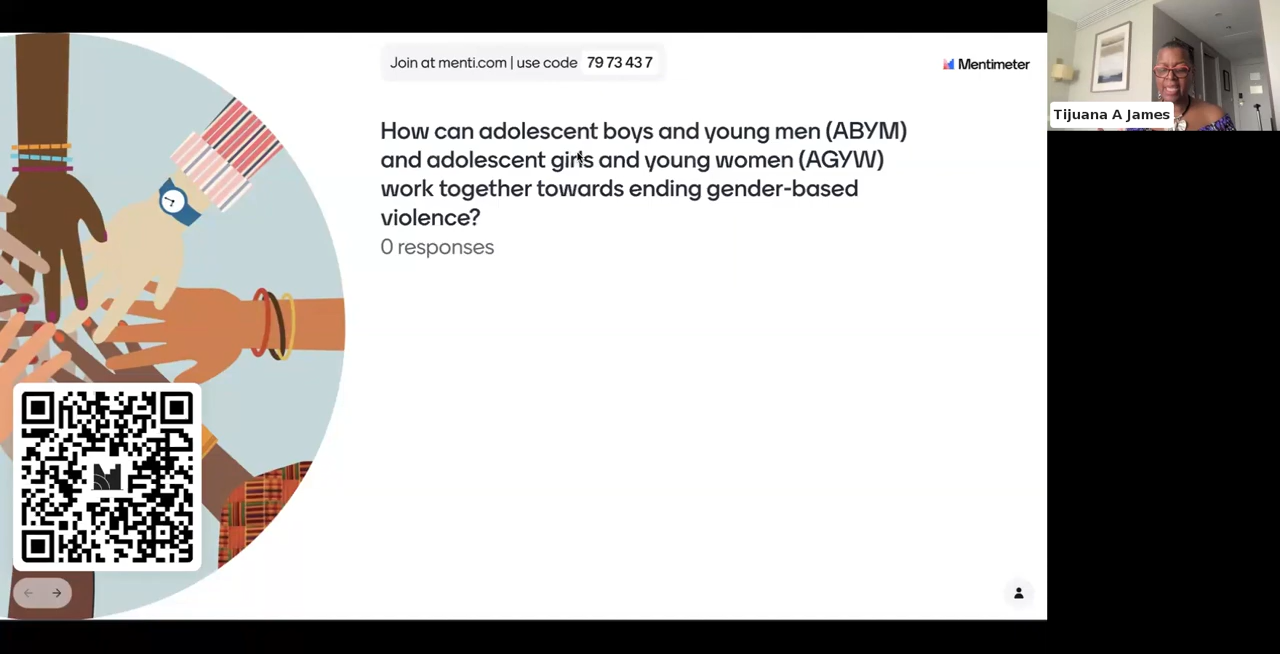 Join at menti.com | use code 79 73 43 7
Mentimeter
How can adolescent boys and young men (ABYM)
and adolescent girls and young women (AGYW)
work together towards ending gender-based
violence?
0 responses
Tijuana A James